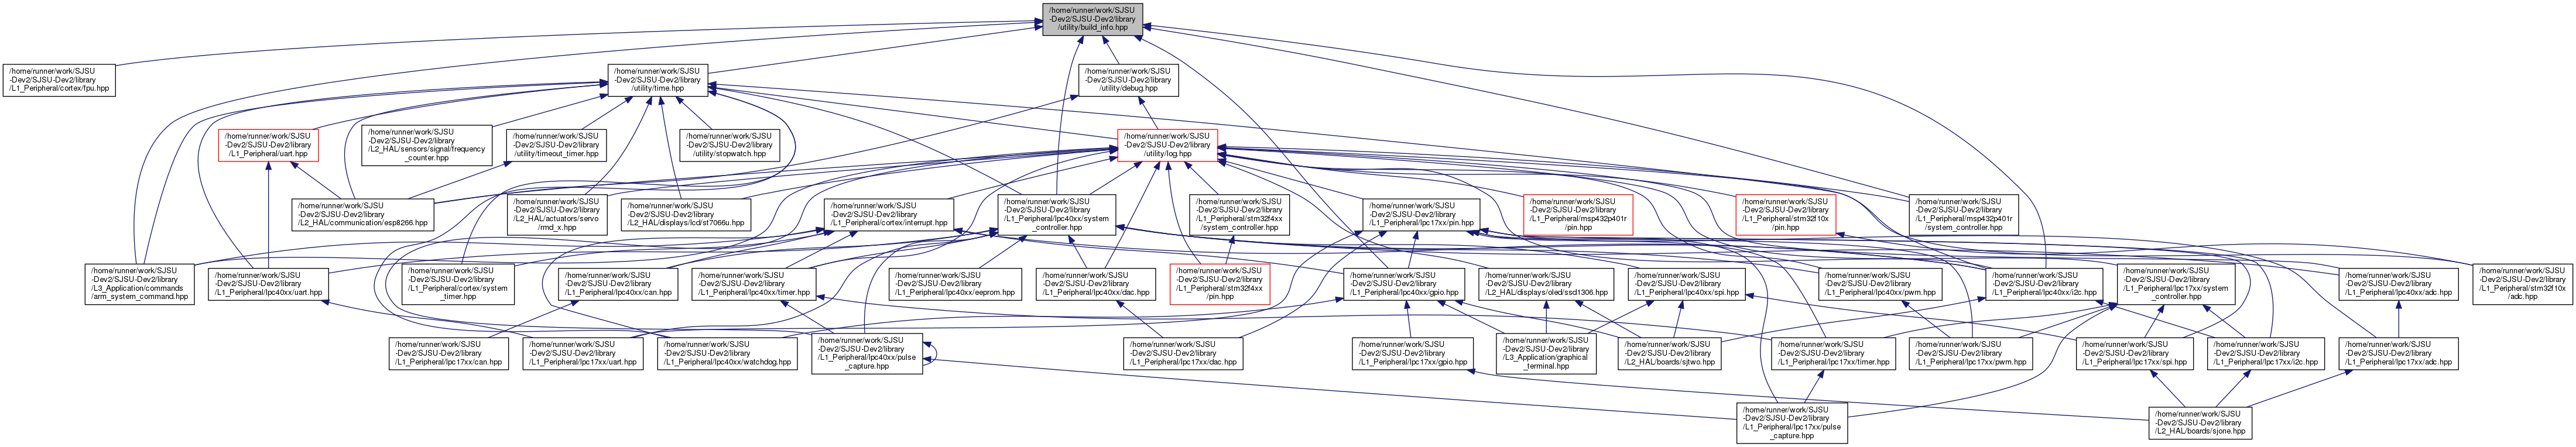 /home/runner/work/SJSU
-Dev2/SJSU-Dev2/library
/utility/build_info.hpp
/home/runner/work/SJSU
-Dev2/SJSU-Dev2/library
/L1_Peripheral/cortex/fpu.hpp
/home/runner/work/SJSU
-Dev2/SJSU-Dev2/library
/utility/time.hpp
/home/runner/work/SJSU
-Dev2/SJSU-Dev2/library
/utility/debug.hpp
/home/runner/work/SJSU
-Dev2/SJSU-Dev2/library
/L1_Peripheral/uart.hpp
/home/runner/work/SJSU
-Dev2/SJSU-Dev2/library
/L2_HAL/sensors/signal/frequency
_counter.hpp
/home/runner/work/SJSU
-Dev2/SJSU-Dev2/library
/utility/timeout_timer.hpp
/home/runner/work/SJSU
-Dev2/SJSU-Dev2/library
/utility/stopwatch.hpp
/home/runner/work/SJSU
-Dev2/SJSU-Dev2/library
/utility/log.hpp
/home/runner/work/SJSU
-Dev2/SJSU-Dev2/library
/L2_HAL/communication/esp8266.hpp
/home/runner/work/SJSU
-Dev2/SJSU-Dev2/library
/L2_HAL/actuators/servo
/rmd_x.hpp
/home/runner/work/SJSU
-Dev2/SJSU-Dev2/library
/L2_HAL/displays/lcd/st7066u.hpp
/home/runner/work/SJSU
-Dev2/SJSU-Dev2/library
/L1_Peripheral/cortex/interrupt.hpp
/home/runner/work/SJSU
-Dev2/SJSU-Dev2/library
/L1_Peripheral/lpc40xx/system
_controller.hpp
/home/runner/work/SJSU
-Dev2/SJSU-Dev2/library
/L1_Peripheral/stm32f4xx
/system_controller.hpp
/home/runner/work/SJSU
-Dev2/SJSU-Dev2/library
/L1_Peripheral/lpc17xx/pin.hpp
/home/runner/work/SJSU
-Dev2/SJSU-Dev2/library
/L1_Peripheral/msp432p401r
/pin.hpp
/home/runner/work/SJSU
-Dev2/SJSU-Dev2/library
/L1_Peripheral/stm32f10x
/pin.hpp
/home/runner/work/SJSU
-Dev2/SJSU-Dev2/library
/L1_Peripheral/msp432p401r
/system_controller.hpp
/home/runner/work/SJSU
-Dev2/SJSU-Dev2/library
/L3_Application/commands
/arm_system_command.hpp
/home/runner/work/SJSU
-Dev2/SJSU-Dev2/library
/L1_Peripheral/lpc40xx/uart.hpp
/home/runner/work/SJSU
-Dev2/SJSU-Dev2/library
/L1_Peripheral/cortex/system
_timer.hpp
/home/runner/work/SJSU
-Dev2/SJSU-Dev2/library
/L1_Peripheral/lpc40xx/can.hpp
/home/runner/work/SJSU
-Dev2/SJSU-Dev2/library
/L1_Peripheral/lpc40xx/timer.hpp
/home/runner/work/SJSU
-Dev2/SJSU-Dev2/library
/L1_Peripheral/lpc40xx/eeprom.hpp
/home/runner/work/SJSU
-Dev2/SJSU-Dev2/library
/L1_Peripheral/lpc40xx/dac.hpp
/home/runner/work/SJSU
-Dev2/SJSU-Dev2/library
/L1_Peripheral/stm32f4xx
/pin.hpp
/home/runner/work/SJSU
-Dev2/SJSU-Dev2/library
/L1_Peripheral/lpc40xx/gpio.hpp
/home/runner/work/SJSU
-Dev2/SJSU-Dev2/library
/L2_HAL/displays/oled/ssd1306.hpp
/home/runner/work/SJSU
-Dev2/SJSU-Dev2/library
/L1_Peripheral/lpc40xx/spi.hpp
/home/runner/work/SJSU
-Dev2/SJSU-Dev2/library
/L1_Peripheral/lpc40xx/pwm.hpp
/home/runner/work/SJSU
-Dev2/SJSU-Dev2/library
/L1_Peripheral/lpc40xx/i2c.hpp
/home/runner/work/SJSU
-Dev2/SJSU-Dev2/library
/L1_Peripheral/lpc17xx/system
_controller.hpp
/home/runner/work/SJSU
-Dev2/SJSU-Dev2/library
/L1_Peripheral/lpc40xx/adc.hpp
/home/runner/work/SJSU
-Dev2/SJSU-Dev2/library
/L1_Peripheral/stm32f10x
/adc.hpp
/home/runner/work/SJSU
-Dev2/SJSU-Dev2/library
/L1_Peripheral/lpc17xx/can.hpp
/home/runner/work/SJSU
-Dev2/SJSU-Dev2/library
/L1_Peripheral/lpc17xx/uart.hpp
/home/runner/work/SJSU
-Dev2/SJSU-Dev2/library
/L1_Peripheral/lpc40xx/watchdog.hpp
/home/runner/work/SJSU
-Dev2/SJSU-Dev2/library
/L1_Peripheral/lpc40xx/pulse
_capture.hpp
/home/runner/work/SJSU
-Dev2/SJSU-Dev2/library
/L1_Peripheral/lpc17xx/dac.hpp
/home/runner/work/SJSU
-Dev2/SJSU-Dev2/library
/L1_Peripheral/lpc17xx/gpio.hpp
/home/runner/work/SJSU
-Dev2/SJSU-Dev2/library
/L3_Application/graphical
_terminal.hpp
/home/runner/work/SJSU
-Dev2/SJSU-Dev2/library
/L2_HAL/boards/sjtwo.hpp
/home/runner/work/SJSU
-Dev2/SJSU-Dev2/library
/L1_Peripheral/lpc17xx/timer.hpp
/home/runner/work/SJSU
-Dev2/SJSU-Dev2/library
/L1_Peripheral/lpc17xx/pwm.hpp
/home/runner/work/SJSU
-Dev2/SJSU-Dev2/library
/L1_Peripheral/lpc17xx/spi.hpp
/home/runner/work/SJSU
-Dev2/SJSU-Dev2/library
/L1_Peripheral/lpc17xx/i2c.hpp
/home/runner/work/SJSU
-Dev2/SJSU-Dev2/library
/L1_Peripheral/lpc17xx/adc.hpp
/home/runner/work/SJSU
-Dev2/SJSU-Dev2/library
/L1_Peripheral/lpc17xx/pulse
_capture.hpp
/home/runner/work/SJSU
-Dev2/SJSU-Dev2/library
/L2_HAL/boards/sjone.hpp